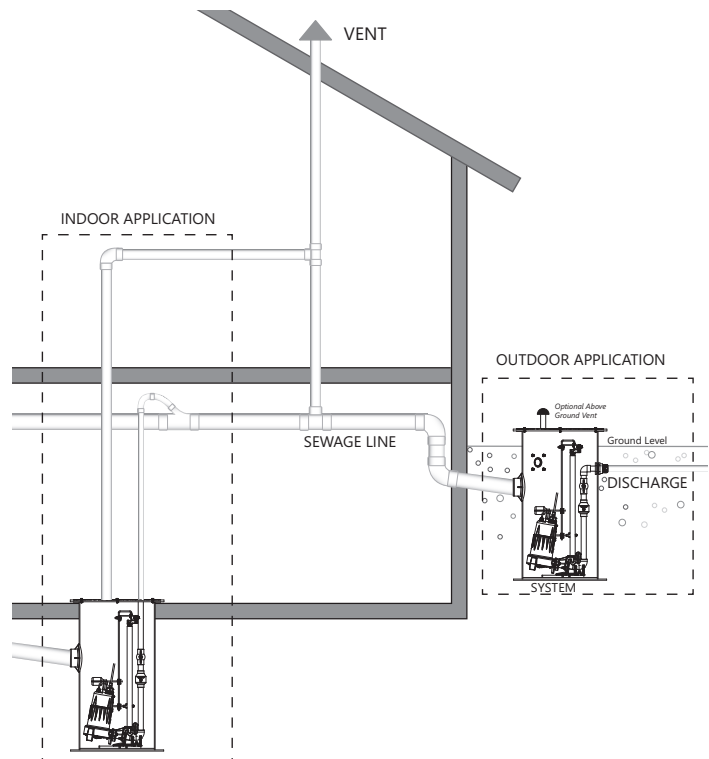 VENT
INDOOR APPLICATION
OUTDOOR APPLICATION
Optional Above
Ground Vent
SEWAGE LINE
Ground Level
DISCHARGE
SYSTEM